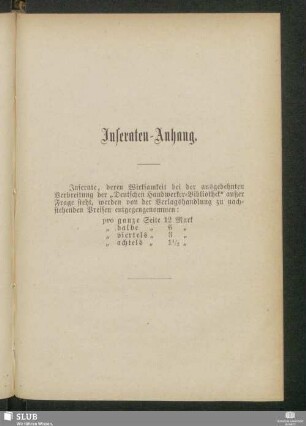 Inseraten-Anhang.
Inserate, deren Wirksamkeit bei der ausgedehnten
Verbreitung der „Deutschen Handwerker-Bibliothek“ außer
Frage steht, werden von der Verlagshandlung zu nach-
stehenden Preisen entgegengenommen:
pro ganze Seite 12 Mark
„ halbe „ 6 „
„ viertels „ 3 „
„ achtels „ 1½ „
SLUB
Wir führen Wissen.